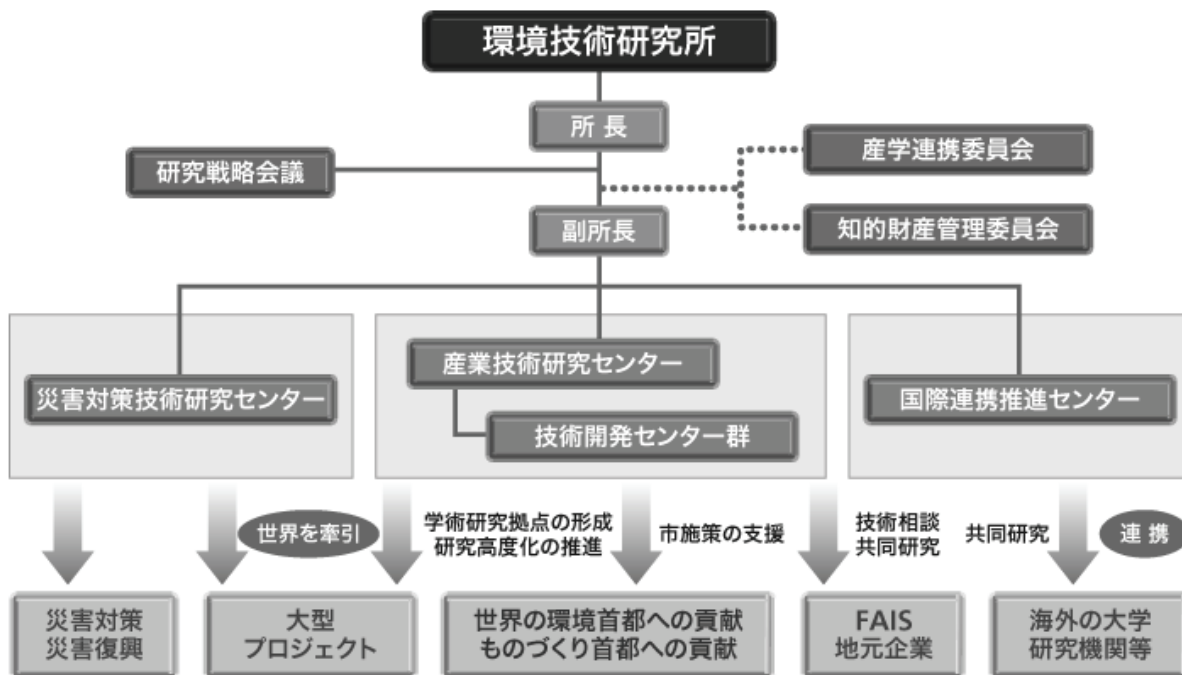 環境技術研究所
所 長
研究戦略会議
産学連携委員会
副所長
知的財産管理委員会
災害対策技術研究センター
産業技術研究センター
技術開発センター群
国際連携推進センター
世界を牽引
学術研究拠点の形成
研究高度化の推進
市施策の支援
技術相談
共同研究
共同研究
連 携
災害対策
災害復興
大型
プロジェクト
世界の環境首都への貢献
ものづくり首都への貢献
FAIS
地元企業
海外の大学
研究機関等